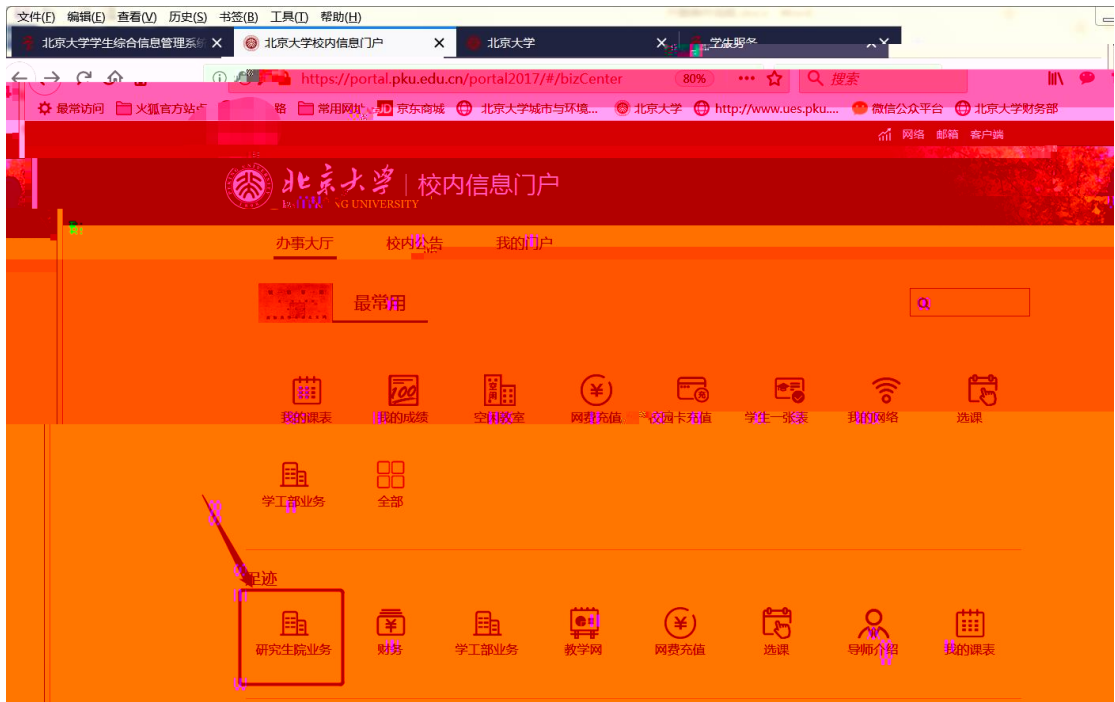 文件(F) 编辑(E) 查看(V) 历史(S) 书签(B) 工具(T) 帮助(H)
北京大学学生综合信息管理系统 × 北京大学校内信息门户 × 北京大学 ×
https://portal.pku.edu.cn/portal2017/#/bizCenter 80% 搜索
最常访问 火狐官方站点 常用网址 JD 京东商城 北京大学城市与环境... 北京大学 http://www.ues.pku.... 微信公众平台 北京大学财务部
网络 邮箱 客户端
北京大学 校内信息门户
UNIVERSITY
办事大厅 校内公告 我的门户
最常用
我的课表 我的成绩 空闲教室 网费充值 校园卡充值 学生一张表 我的网络 选课
学工部业务 全部
足迹
研究生院业务 财务 学工部业务 教学网 网费充值 选课 导师介绍 我的课表